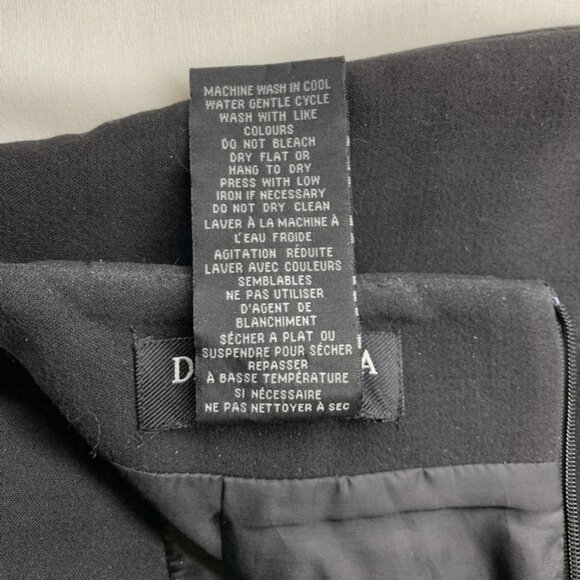 MACHINE WASH IN COOL
WATER GENTLE CYCLE
WASH WITH LIKE
COLOURS
DO NOT BLEACH
DRY FLAT OR
HANG TO DRY
PRESS WITH LOW
IRON IF NECESSARY
DO NOT DRY CLEAN
LAVER À LA MACHINE À
L'EAU FROIDE
AGITATION RÉDUITE
LAVER AVEC COULEURS
SEMBLABLES
NE PAS UTILISER
D'AGENT DE
BLANCHIMENT
SÉCHER A PLAT OU
SUSPENDRE POUR SÉCHER
REPASSER
À BASSE TEMPÉRATURE
SI NÉCESSAIRE
NE PAS NETTOYER À SEC